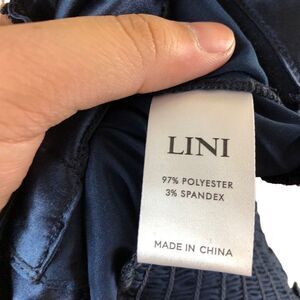 LINI
97% POLYESTER
3% SPANDEX
MADE IN CHINA